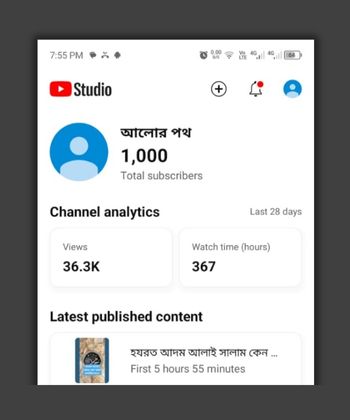 7:55 PM
0.00
Vo LTE 4G 4G 84
Studio
আলোর পথ
1,000
Total subscribers
Channel analytics
Last 28 days
Views
Watch time (hours)
36.3K
367
Latest published content
হযরত আদম আলাই সালাম কেন ...
First 5 hours 55 minutes